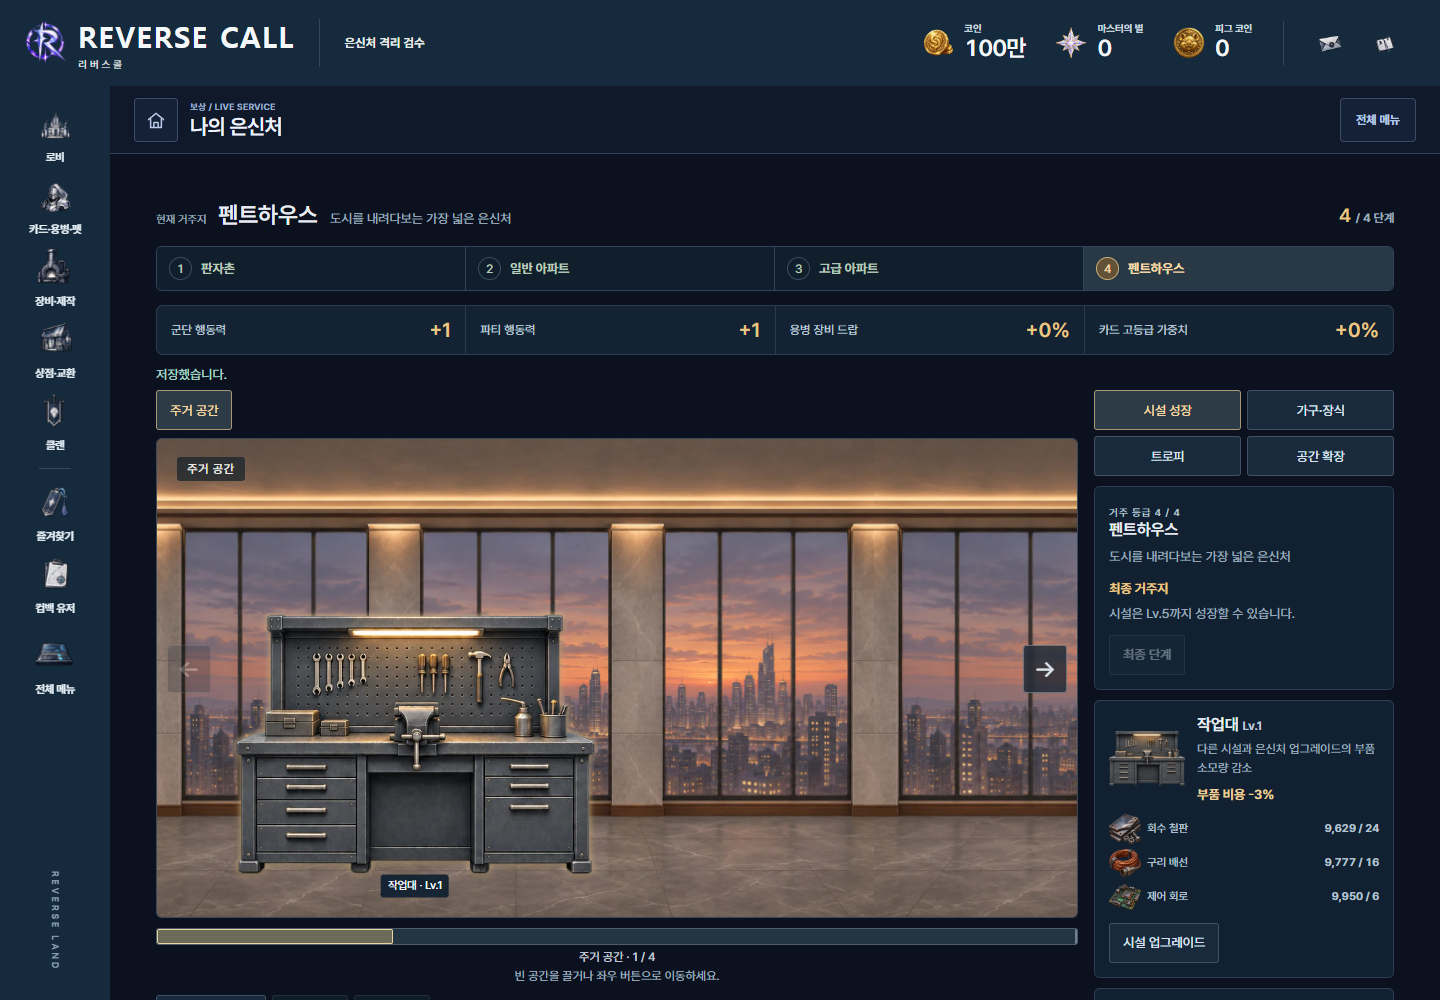 REVERSE CALL
리버스콜
은신처 격리 검수
코인
100만
마스터의 별
0
피그 코인
0
보상 / LIVE SERVICE
나의 은신처
전체 메뉴
로비
카드·용병·펫
장비·제작
상점·교환
클랜
즐겨찾기
컴백 유저
전체 메뉴
REVERSE LAND
현재 거주지 펜트하우스 도시를 내려다보는 가장 넓은 은신처
4 / 4 단계
1 판자촌
2 일반 아파트
3 고급 아파트
4 펜트하우스
군단 행동력 +1
파티 행동력 +1
용병 장비 드랍 +0%
카드 고등급 가중치 +0%
저장했습니다.
주거 공간
주거 공간
작업대 · Lv.1
주거 공간 · 1 / 4
빈 공간을 끌거나 좌우 버튼으로 이동하세요.
시설 성장
가구·장식
트로피
공간 확장
거주 등급 4 / 4
펜트하우스
도시를 내려다보는 가장 넓은 은신처
최종 거주지
시설은 Lv.5까지 성장할 수 있습니다.
최종 단계
작업대 Lv.1
다른 시설과 은신처 업그레이드의 부품
소모량 감소
부품 비용 -3%
회수 철판 9,629 / 24
구리 배선 9,777 / 16
제어 회로 9,950 / 6
시설 업그레이드